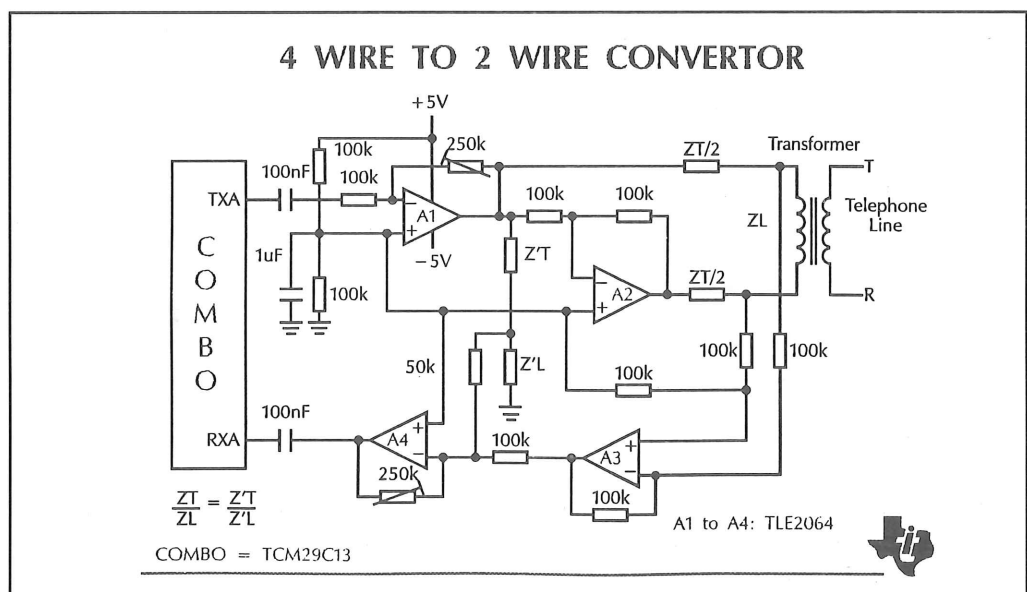 4 WIRE TO 2 WIRE CONVERTOR
+5V
100k
250k
ZT/2
Transformer
100nF
100k
100k
100k
T
TXA
A1
ZL
Telephone
Line
1uF
-5V
Z'T
ZT/2
COMBO
100k
A2
R
50k
Z'L
100k
100k
100k
100nF
RXA
A4
100k
A3
250k
100k
ZT = Z'T
ZL Z'L
A1 to A4: TLE2064
COMBO = TCM29C13